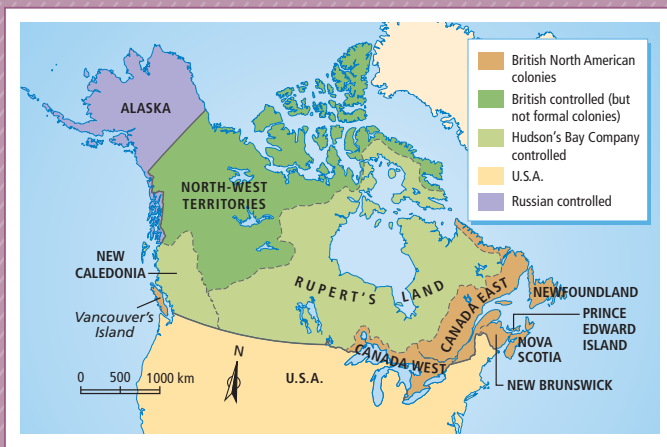 ALASKA
NORTH-WEST
TERRITORIES
NEW
CALEDONIA
Vancouver's
Island
RUPERT'S LAND
CANADA EAST
CANADA WEST
NEWFOUNDLAND
PRINCE
EDWARD
ISLAND
NOVA
SCOTIA
NEW BRUNSWICK
U.S.A.
N
0 500 1000 km
British North American
colonies
British controlled (but
not formal colonies)
Hudson's Bay Company
controlled
U.S.A.
Russian controlled